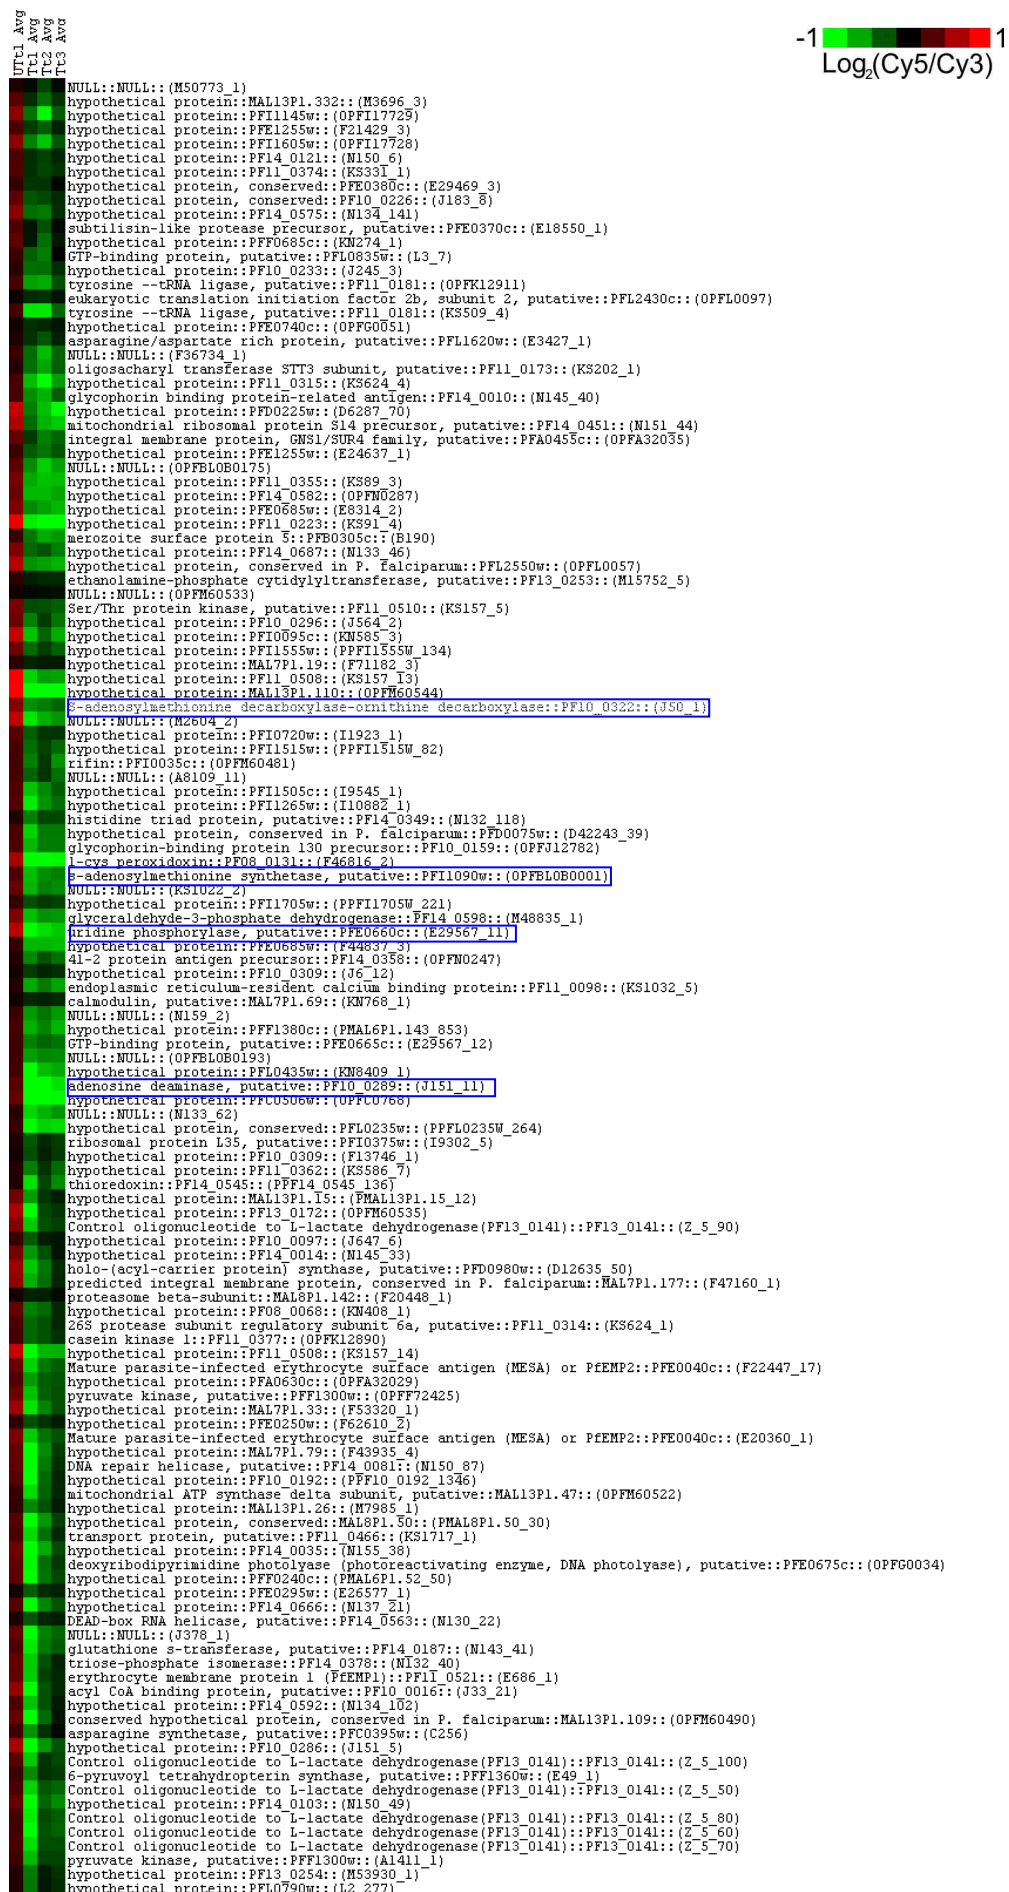 UTt1 Avg
Tt1 Avg
Tt2 Avg
Tt3 Avg
-1 1
Log2(Cy5/Cy3)
NULL::NULL::(M50773_1)
hypothetical protein::MAL13P1.332::(M3696_3)
hypothetical protein::PFI1145w::(OPFI17729)
hypothetical protein::PFE1255w::(F21429_3)
hypothetical protein::PFI1605w::(OPFI17728)
hypothetical protein::PF14_0121::(N150_6)
hypothetical protein::PF11_0374::(KS331_1)
hypothetical protein, conserved::PFE0380c::(E29469_3)
hypothetical protein, conserved::PF10_0226::(J183_8)
hypothetical protein::PF14_0575::(N134_141)
subtilisin-like protease precursor, putative::PFE0370c::(E18550_1)
hypothetical protein::PFF0685c::(KN274_1)
GTP-binding protein, putative::PFL0835w::(L3_7)
hypothetical protein::PF10_0233::(J245_3)
tyrosine --tRNA ligase, putative::PF11_0181::(OPFK12911)
eukaryotic translation initiation factor 2b, subunit 2, putative::PFL2430c::(OPFL0097)
tyrosine --tRNA ligase, putative::PF11_0181::(KS509_4)
hypothetical protein::PFE0740c::(OPFG0051)
asparagine/aspartate rich protein, putative::PFL1620w::(E3427_1)
NULL::NULL::(F36734_1)
oligosacharyl transferase STT3 subunit, putative::PF11_0173::(KS202_1)
hypothetical protein::PF11_0315::(KS624_4)
glycophorin binding protein-related antigen::PF14_0010::(N145_40)
hypothetical protein::PFD0225w::(D6287_70)
mitochondrial ribosomal protein S14 precursor, putative::PF14_0451::(N151_44)
integral membrane protein, GNS1/SUR4 family, putative::PFA0455c::(OPFA32035)
hypothetical protein::PFE1255w::(E24637_1)
NULL::NULL::(OPFBLOB0175)
hypothetical protein::PF11_0355::(KS89_3)
hypothetical protein::PF14_0582::(OPFN0287)
hypothetical protein::PFE0685w::(E8314_2)
hypothetical protein::PF11_0223::(KS91_4)
merozoite surface protein 5::PFB0305c::(B190)
hypothetical protein::PF14_0687::(N133_46)
hypothetical protein, conserved in P. falciparum::PFL2550w::(OPFL0057)
ethanolamine-phosphate cytidylyltransferase, putative::PF13_0253::(M15752_5)
NULL::NULL::(OPFM60533)
Ser/Thr protein kinase, putative::PF11_0510::(KS157_5)
hypothetical protein::PF10_0296::(J564_2)
hypothetical protein::PFI0095c::(KN585_3)
hypothetical protein::PFI1555w::(PPFI1555W_134)
hypothetical protein::MAL7P1.19::(F71182_3)
hypothetical protein::PF11_0508::(KS157_13)
hypothetical protein::MAL13P1.110::(OPFM60544)
S-adenosylmethionine decarboxylase-ornithine decarboxylase::PF10_0322::(J50_1)
NULL::NULL::(M2604_2)
hypothetical protein::PFI0720w::(I1923_1)
hypothetical protein::PFI1515w::(PPFI1515W_82)
rifin::PFI0035c::(OPFM60481)
NULL::NULL::(A8109_11)
hypothetical protein::PFI1505c::(I9545_1)
hypothetical protein::PFI1265w::(I10882_1)
histidine triad protein, putative::PF14_0349::(N132_118)
hypothetical protein, conserved in P. falciparum::PFD0075w::(D42243_39)
glycophorin-binding protein 130 precursor::PF10_0159::(OPFJ12782)
1-cys peroxidoxin::PF08_0131::(F46816_2)
s-adenosylmethionine synthetase, putative::PFI1090w::(OPFBLOB0001)
NULL::NULL::(KS1022_2)
hypothetical protein::PFI1705w::(PPFI1705W_221)
glyceraldehyde-3-phosphate dehydrogenase::PF14_0598::(M48835_1)
uridine phosphorylase, putative::PFE0660c::(E29567_11)
hypothetical protein::PFE0685w::(F44837_3)
41-2 protein antigen precursor::PF14_0358::(OPFN0247)
hypothetical protein::PF10_0309::(J6_12)
endoplasmic reticulum-resident calcium binding protein::PF11_0098::(KS1032_5)
calmodulin, putative::MAL7P1.69::(KN768_1)
NULL::NULL::(N159_2)
hypothetical protein::PFF1380c::(PMAL6P1.143_853)
GTP-binding protein, putative::PFE0665c::(E29567_12)
NULL::NULL::(OPFBLOB0193)
hypothetical protein::PFL0435w::(KN8409_1)
adenosine deaminase, putative::PF10_0289::(J151_11)
hypothetical protein::PFC0506w::(OPFC0768)
NULL::NULL::(N133_62)
hypothetical protein, conserved::PFL0235w::(PPFL0235W_264)
ribosomal protein L35, putative::PFI0375w::(I9302_5)
hypothetical protein::PF10_0309::(F13746_1)
hypothetical protein::PF11_0362::(KS586_7)
thioredoxin::PF14_0545::(PPF14_0545_136)
hypothetical protein::MAL13P1.15::(PMAL13P1.15_12)
hypothetical protein::PF13_0172::(OPFM60535)
Control oligonucleotide to L-lactate dehydrogenase(PF13_0141)::PF13_0141::(Z_5_90)
hypothetical protein::PF10_0097::(J647_6)
hypothetical protein::PF14_0014::(N145_33)
holo-(acyl-carrier protein) synthase, putative::PFD0980w::(D12635_50)
predicted integral membrane protein, conserved in P. falciparum::MAL7P1.177::(F47160_1)
proteasome beta-subunit::MAL8P1.142::(F20448_1)
hypothetical protein::PF08_0068::(KN408_1)
26S protease subunit regulatory subunit 6a, putative::PF11_0314::(KS624_1)
casein kinase 1::PF11_0377::(OPFK12890)
hypothetical protein::PF11_0508::(KS157_14)
Mature parasite-infected erythrocyte surface antigen (MESA) or PfEMP2::PFE0040c::(F22447_17)
hypothetical protein::PFA0630c::(OPFA32029)
pyruvate kinase, putative::PFF1300w::(OPFF72425)
hypothetical protein::MAL7P1.33::(F53320_1)
hypothetical protein::PFE0250w::(F62610_2)
Mature parasite-infected erythrocyte surface antigen (MESA) or PfEMP2::PFE0040c::(E20360_1)
hypothetical protein::MAL7P1.79::(F43935_4)
DNA repair helicase, putative::PF14_0081::(N150_87)
hypothetical protein::PF10_0192::(PPF10_0192_1346)
mitochondrial ATP synthase delta subunit, putative::MAL13P1.47::(OPFM60522)
hypothetical protein::MAL13P1.26::(M7985_1)
hypothetical protein, conserved::MAL8P1.50::(PMAL8P1.50_30)
transport protein, putative::PF11_0466::(KS1717_1)
hypothetical protein::PF14_0035::(N155_38)
deoxyribodipyrimidine photolyase (photoreactivating enzyme, DNA photolyase), putative::PFE0675c::(OPFG0034)
hypothetical protein::PFF0240c::(PMAL6P1.52_50)
hypothetical protein::PFE0295w::(E26577_1)
hypothetical protein::PF14_0666::(N137_21)
DEAD-box RNA helicase, putative::PF14_0563::(N130_22)
NULL::NULL::(J378_1)
glutathione s-transferase, putative::PF14_0187::(N143_41)
triose-phosphate isomerase::PF14_0378::(N132_40)
erythrocyte membrane protein 1 (PfEMP1)::PF11_0521::(E686_1)
acyl CoA binding protein, putative::PF10_0016::(J33_21)
hypothetical protein::PF14_0592::(N134_102)
conserved hypothetical protein, conserved in P. falciparum::MAL13P1.109::(OPFM60490)
asparagine synthetase, putative::PFC0395w::(C256)
hypothetical protein::PF10_0286::(J151_5)
Control oligonucleotide to L-lactate dehydrogenase(PF13_0141)::PF13_0141::(Z_5_100)
6-pyruvoyl tetrahydropterin synthase, putative::PFF1360w::(E49_1)
Control oligonucleotide to L-lactate dehydrogenase(PF13_0141)::PF13_0141::(Z_5_50)
hypothetical protein::PF14_0103::(N150_49)
Control oligonucleotide to L-lactate dehydrogenase(PF13_0141)::PF13_0141::(Z_5_80)
Control oligonucleotide to L-lactate dehydrogenase(PF13_0141)::PF13_0141::(Z_5_60)
Control oligonucleotide to L-lactate dehydrogenase(PF13_0141)::PF13_0141::(Z_5_70)
pyruvate kinase, putative::PFF1300w::(A1411_1)
hypothetical protein::PF13_0254::(M53930_1)
hypothetical protein::PFL0790w::(L2_277)